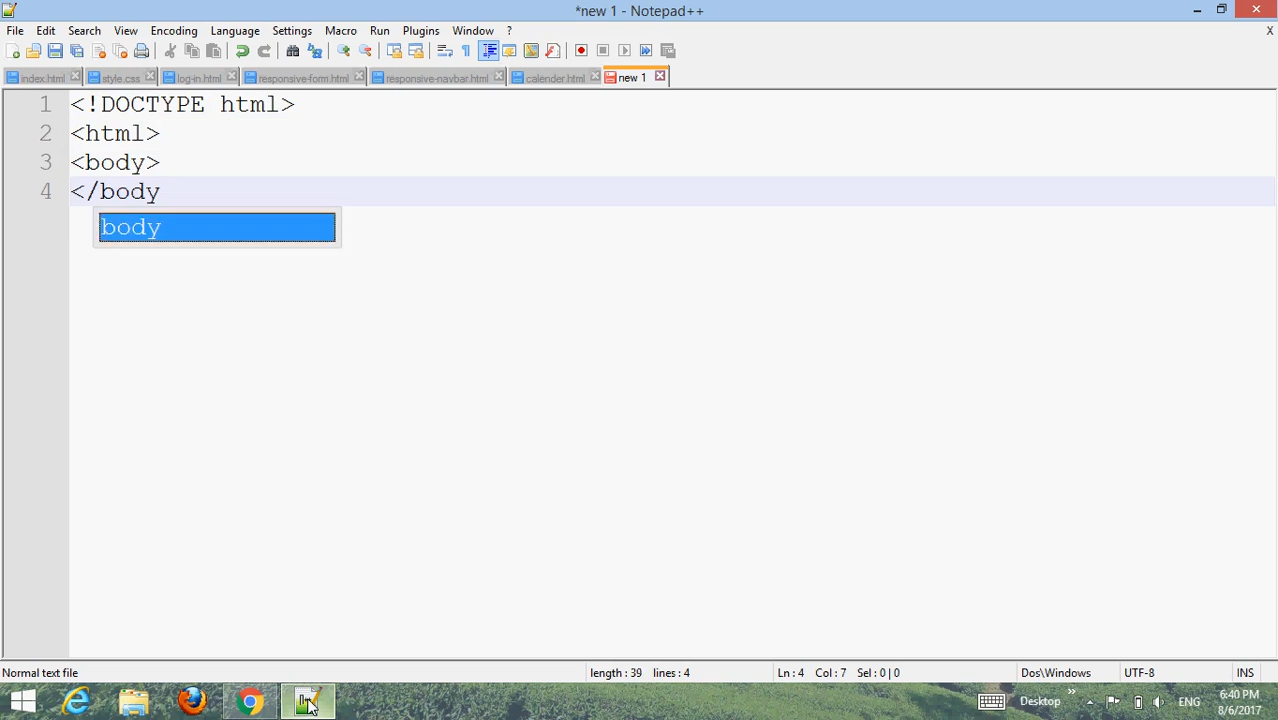 *new 1 - Notepad++
File Edit Search View Encoding Language Settings Macro Run Plugins Window ? X
index.html style.css log-in.html responsive-form.html responsive-navbar.html calender.html new 1
1 <!DOCTYPE html>
2 <html>
3 <body>
4 </body
body
Normal text file length : 39 lines : 4 Ln : 4 Col : 7 Sel : 0 | 0 Dos\Windows UTF-8 INS
Desktop ENG 6:40 PM
8/6/2017